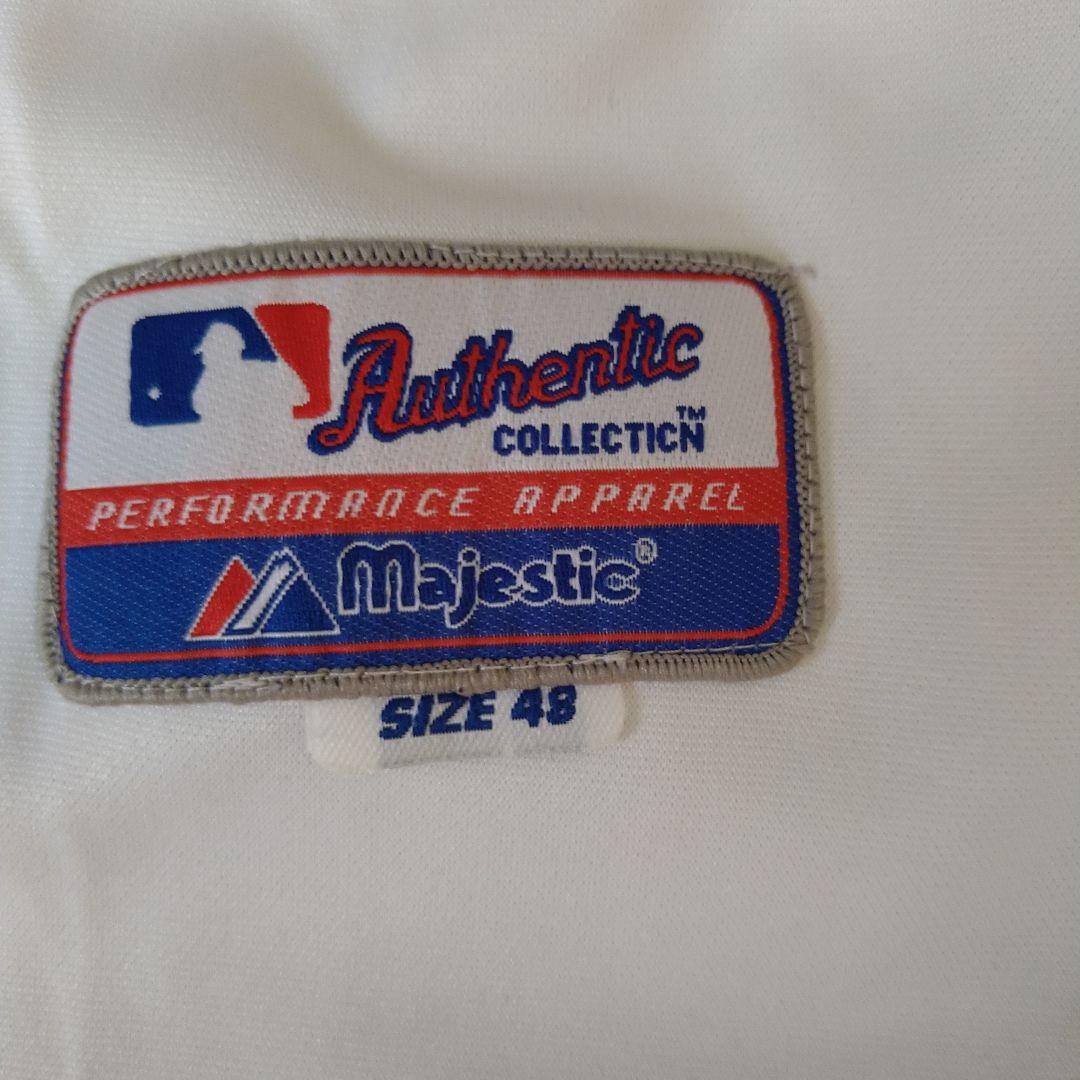 Authentic
COLLECTION™
PERFORMANCE APPAREL
Majestic®
SIZE 48